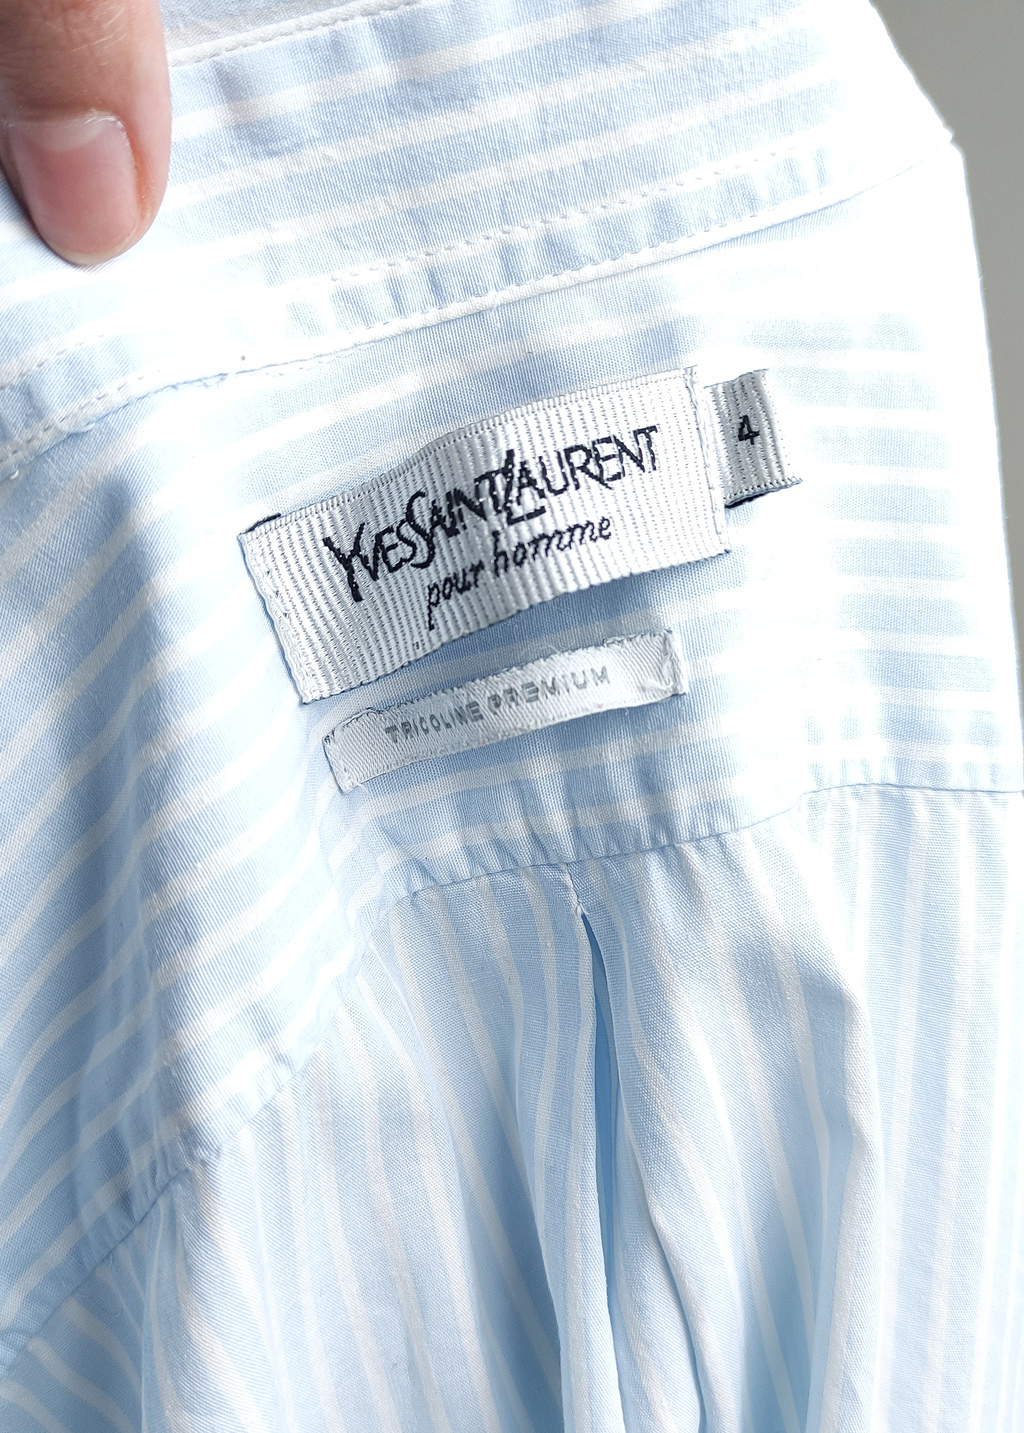 YVESSAINTLAURENT
pour homme
4
TRICOLINE PREMIUM